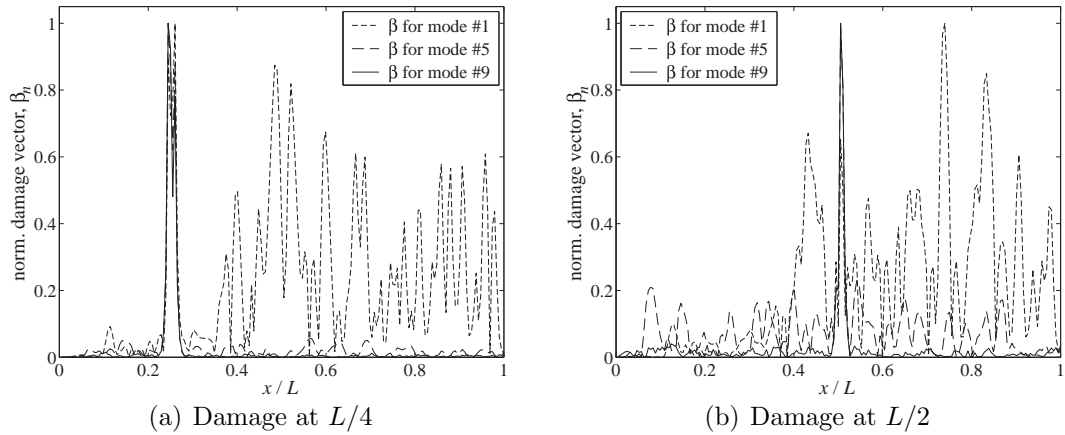 1
0.8
0.6
0.4
0.2
0
norm. damage vector, βn
β for mode #1
β for mode #5
β for mode #9
0 0.2 0.4 0.6 0.8 1
x / L
(a) Damage at L/4
1
0.8
0.6
0.4
0.2
0
norm. damage vector, βn
β for mode #1
β for mode #5
β for mode #9
0 0.2 0.4 0.6 0.8 1
x / L
(b) Damage at L/2